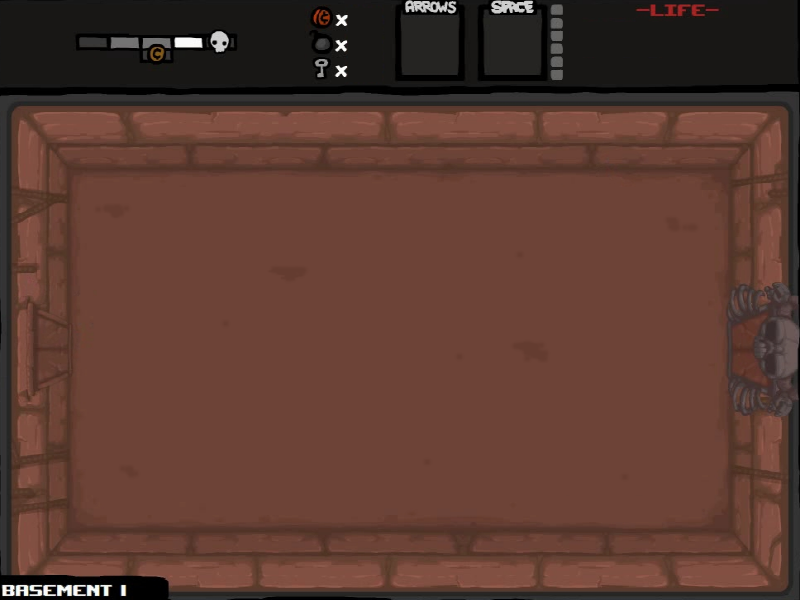 ARROWS
SPACE
—LIFE—
C
x
x
x
BASEMENT I